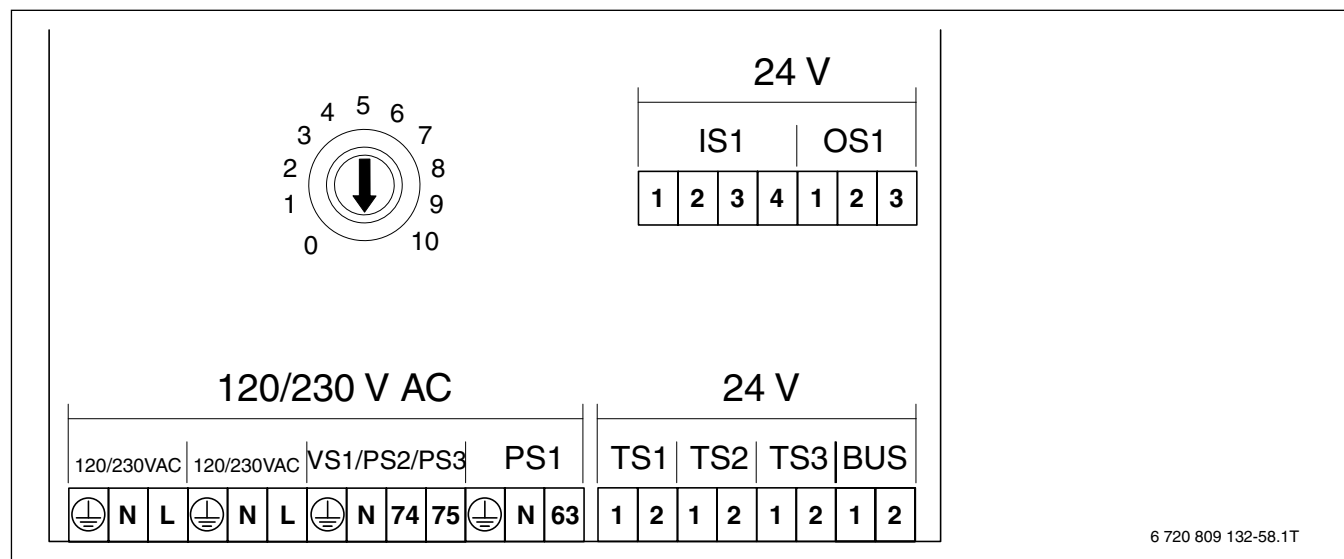 24 V
IS1 OS1
1 2 3 4 1 2 3
0 1 2 3 4 5 6 7 8 9 10
120/230 V AC 24 V
120/230VAC 120/230VAC VS1/PS2/PS3 PS1 TS1 TS2 TS3 BUS
N L N L N 74 75 N 63 1 2 1 2 1 2 1 2
6 720 809 132-58.1T